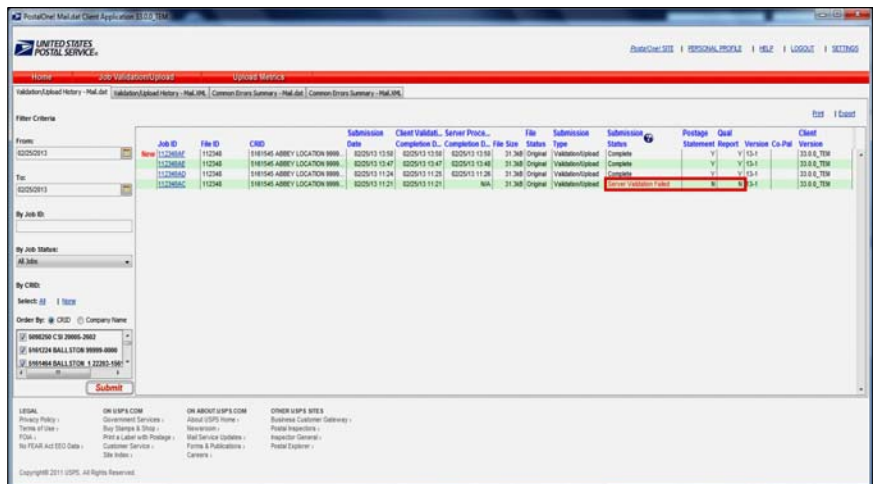 PostalOne! Mail.dat Client Application 33.0.0_TEM
UNITED STATES
POSTAL SERVICE®
PostalOne! SITE | PERSONAL PROFILE | HELP | LOGOUT | SETTINGS
Home Job Validation/Upload Upload Metrics
Validation/Upload History - Mail.dat Validation/Upload History - Mail.XML Common Errors Summary - Mail.dat Common Errors Summary - Mail.XML
Filter Criteria
Print | Export
From:
02/25/2013
To:
02/25/2013
By Job ID:
By Job Status:
All Jobs
By CRID:
Select: All | None
Order By: CRID Company Name
5098250 CSI 20005-2602
5161224 BALLSTON 99999-0000
5161464 BALLSTON 1 22203-1561
Submit
Job ID File ID CRID Submission Date Client Validati... Completion D... Server Proce... Completion D... File Size File Status Submission Type Submission Status Postage Statement Qual Report Version Co-Pal Client Version
New 112348AF 112348 5161545 ABBEY LOCATION 9999... 02/25/13 13:58 02/25/13 13:58 02/25/13 13:58 31.3kB Original Validation/Upload Complete Y Y 13-1 33.0.0_TEM
112348AE 112348 5161545 ABBEY LOCATION 9999... 02/25/13 13:47 02/25/13 13:47 02/25/13 13:48 31.3kB Original Validation/Upload Complete Y Y 13-1 33.0.0_TEM
112348AD 112348 5161545 ABBEY LOCATION 9999... 02/25/13 11:24 02/25/13 11:25 02/25/13 11:26 31.3kB Original Validation/Upload Complete Y Y 13-1 33.0.0_TEM
112348AC 112348 5161545 ABBEY LOCATION 9999... 02/25/13 11:21 02/25/13 11:21 N/A 31.3kB Original Validation/Upload Server Validation Failed N N 13-1 33.0.0_TEM
LEGAL
Privacy Policy ›
Terms of Use ›
FOIA ›
No FEAR Act EEO Data ›
ON USPS.COM
Government Services ›
Buy Stamps & Shop ›
Print a Label with Postage ›
Customer Service ›
Site Index ›
ON ABOUT.USPS.COM
About USPS Home ›
Newsroom ›
Mail Service Updates ›
Forms & Publications ›
Careers ›
OTHER USPS SITES
Business Customer Gateway ›
Postal Inspectors ›
Inspector General ›
Postal Explorer ›
Copyright© 2011 USPS. All Rights Reserved.